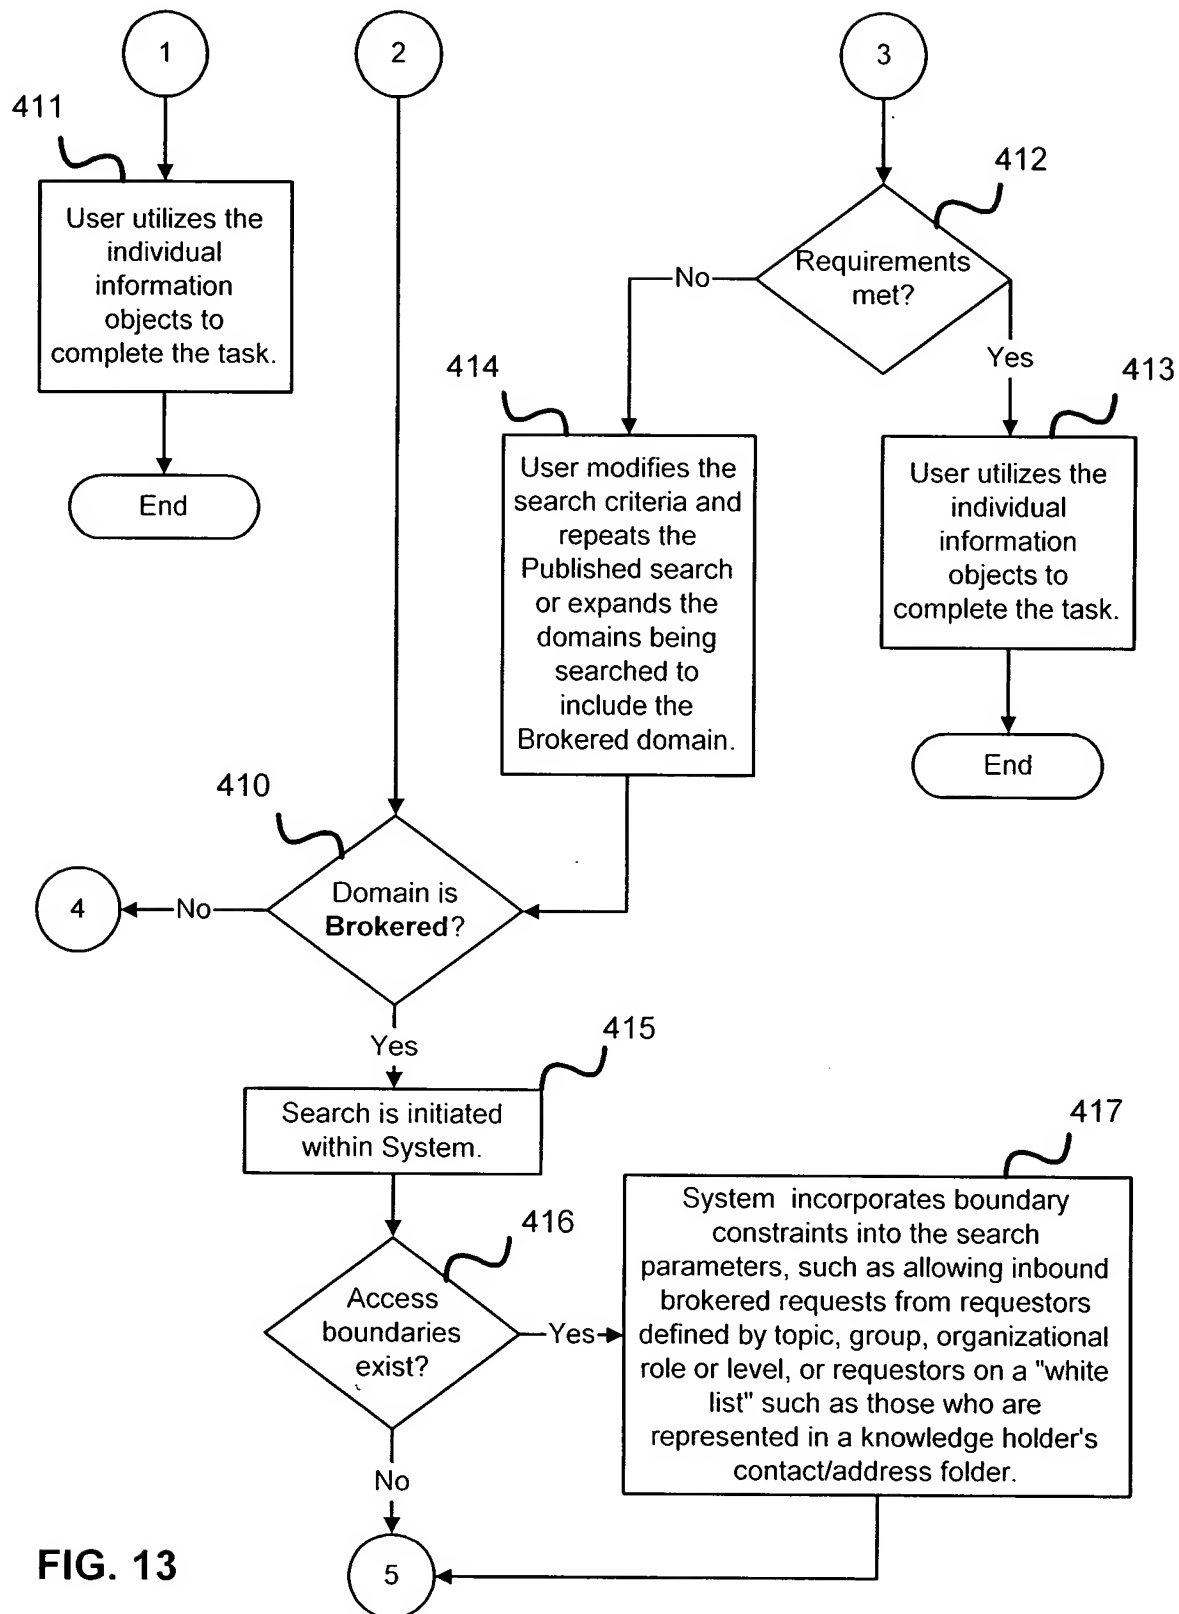 1
2
3
411
User utilizes the
individual
information
objects to
complete the task.
End
412
Requirements
met?
No
Yes
414
User modifies the
search criteria and
repeats the
Published search
or expands the
domains being
searched to
include the
Brokered domain.
413
User utilizes the
individual
information
objects to
complete the task.
End
410
Domain is
Brokered?
No
4
Yes
415
Search is initiated
within System.
416
Access
boundaries
exist?
Yes
417
System incorporates boundary
constraints into the search
parameters, such as allowing inbound
brokered requests from requestors
defined by topic, group, organizational
role or level, or requestors on a "white
list" such as those who are
represented in a knowledge holder's
contact/address folder.
No
5
FIG. 13